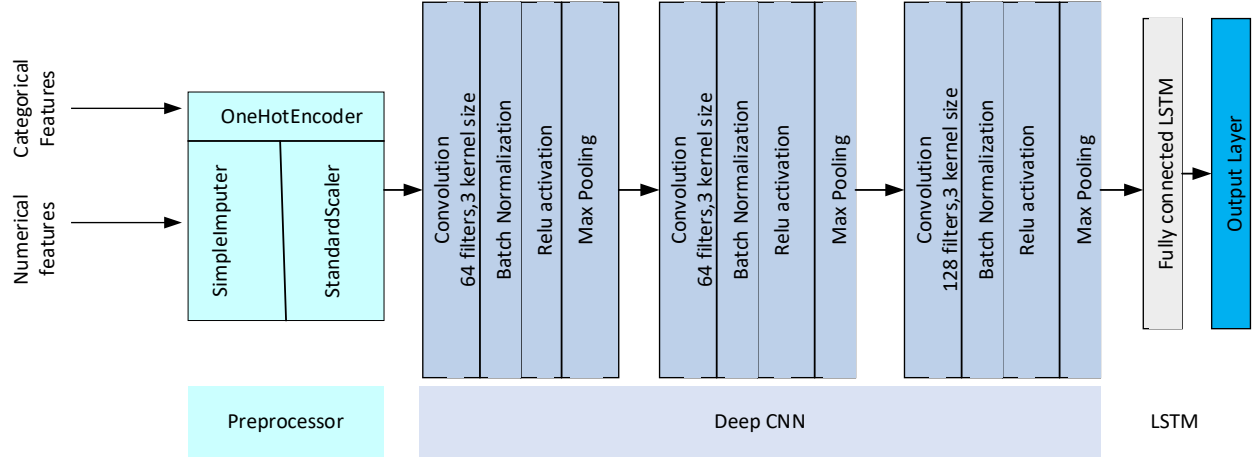 Categorical
Features
Numerical
features
OneHotEncoder
SimpleImputer
StandardScaler
Convolution
64 filters,3 kernel size
Batch Normalization
Relu activation
Max Pooling
Convolution
64 filters,3 kernel size
Batch Normalization
Relu activation
Max Pooling
Convolution
128 filters,3 kernel size
Batch Normalization
Relu activation
Max Pooling
Fully connected LSTM
Output Layer
Preprocessor
Deep CNN
LSTM